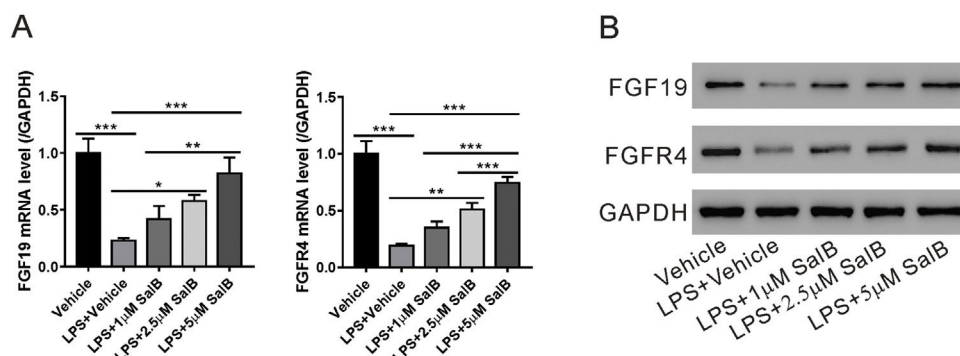 A
FGF19 mRNA level (/GAPDH)
1.5
1.0
0.5
0.0
***
***
**
*
Vehicle
LPS+Vehicle
LPS+1μM SalB
LPS+2.5μM SalB
LPS+5μM SalB
FGFR4 mRNA level (/GAPDH)
1.5
1.0
0.5
0.0
***
***
***
***
**
Vehicle
LPS+Vehicle
LPS+1μM SalB
LPS+2.5μM SalB
LPS+5μM SalB
B
FGF19
FGFR4
GAPDH
Vehicle
LPS+Vehicle
LPS+1μM SalB
LPS+2.5μM SalB
LPS+5μM SalB